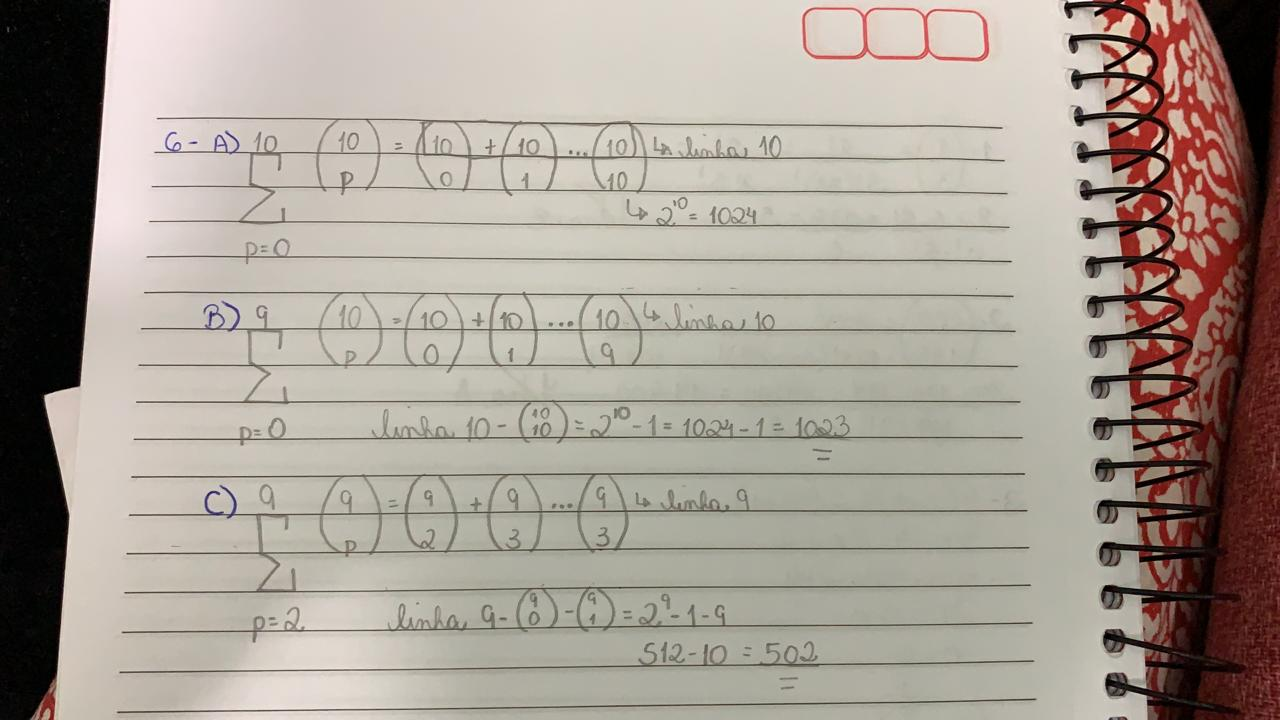 6 - A) 10 (10) = (10) + (10) ... (10) ↳ linha 10
Σ ( p ) ( 0 ) ( 1 ) (10)
↳ 2¹⁰ = 1024
p=0
B) 9 (10) = (10) + (10) ... (10) ↳ linha 10
Σ ( p ) ( 0 ) ( 1 ) ( 9 )
p=0 linha 10 - (10 10) = 2¹⁰ - 1 = 1024 - 1 = 1023
C) 9 (9) = (9) + (9) ... (9) ↳ linha 9
Σ (p) (2) (3) (3)
p=2 linha 9 - (9 0) - (9 1) = 2⁹ - 1 - 9
512 - 10 = 502